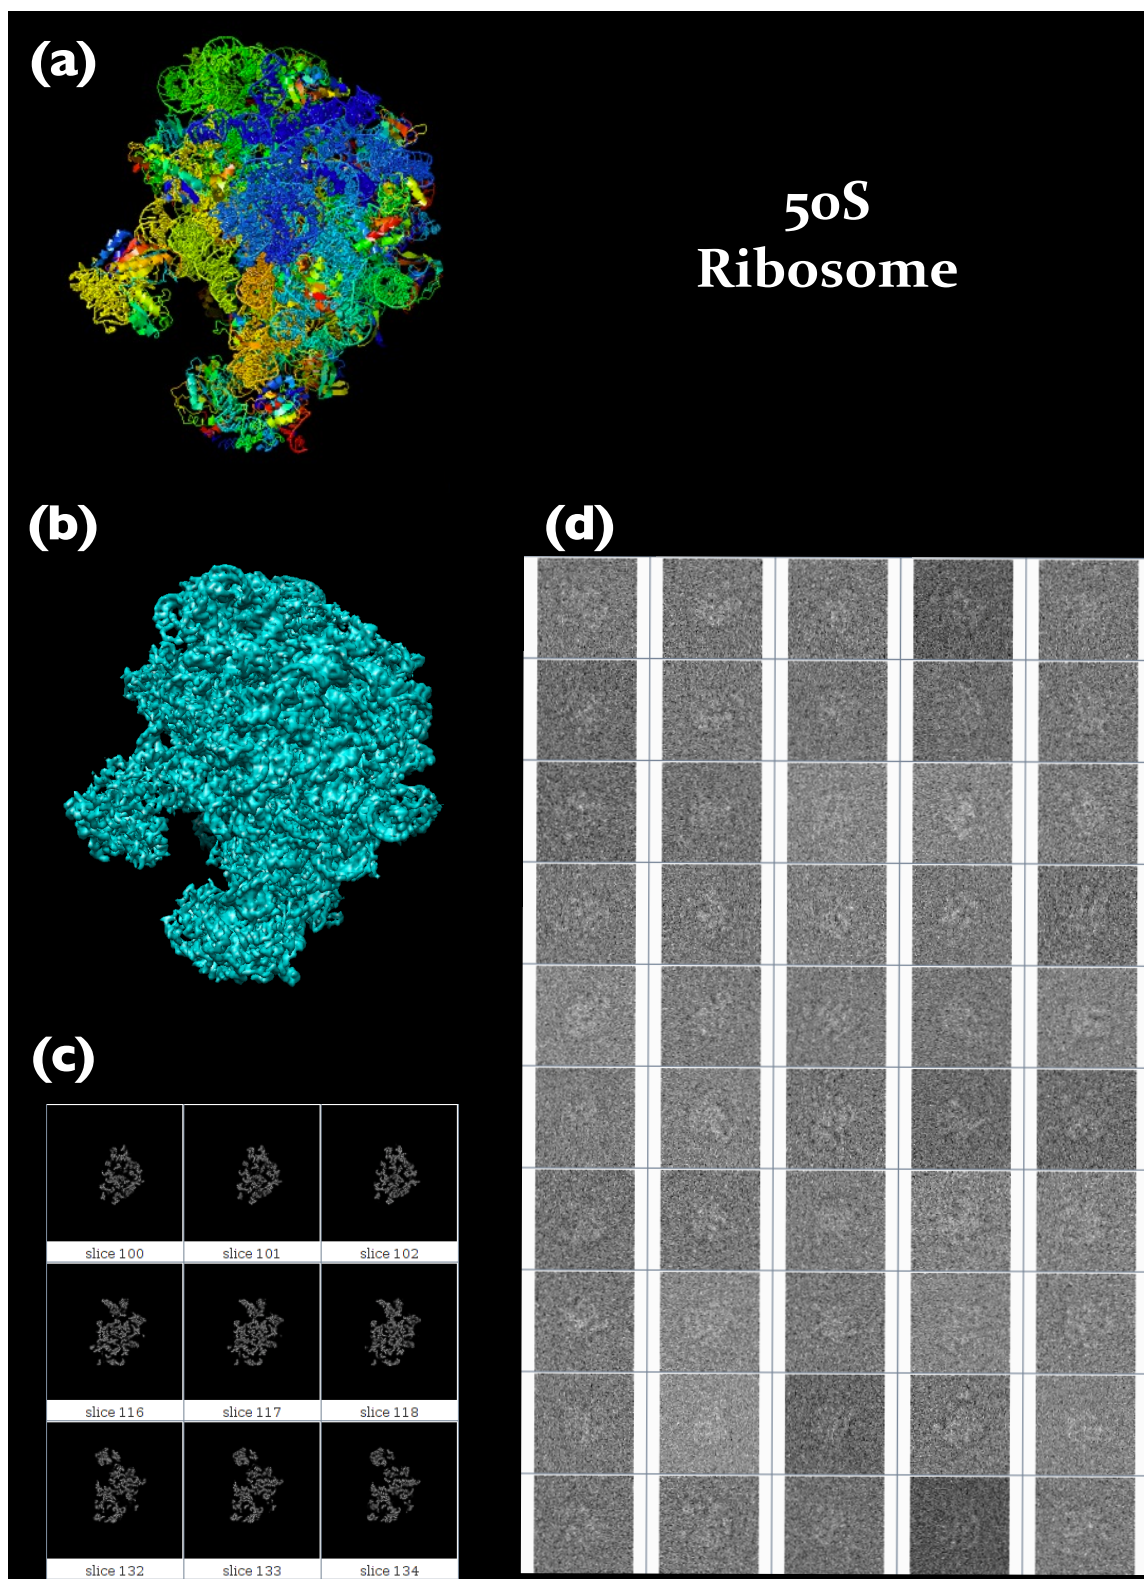 (a)
50S
Ribosome
(b)
(d)
(c)
slice 100
slice 101
slice 102
slice 116
slice 117
slice 118
slice 132
slice 133
slice 134